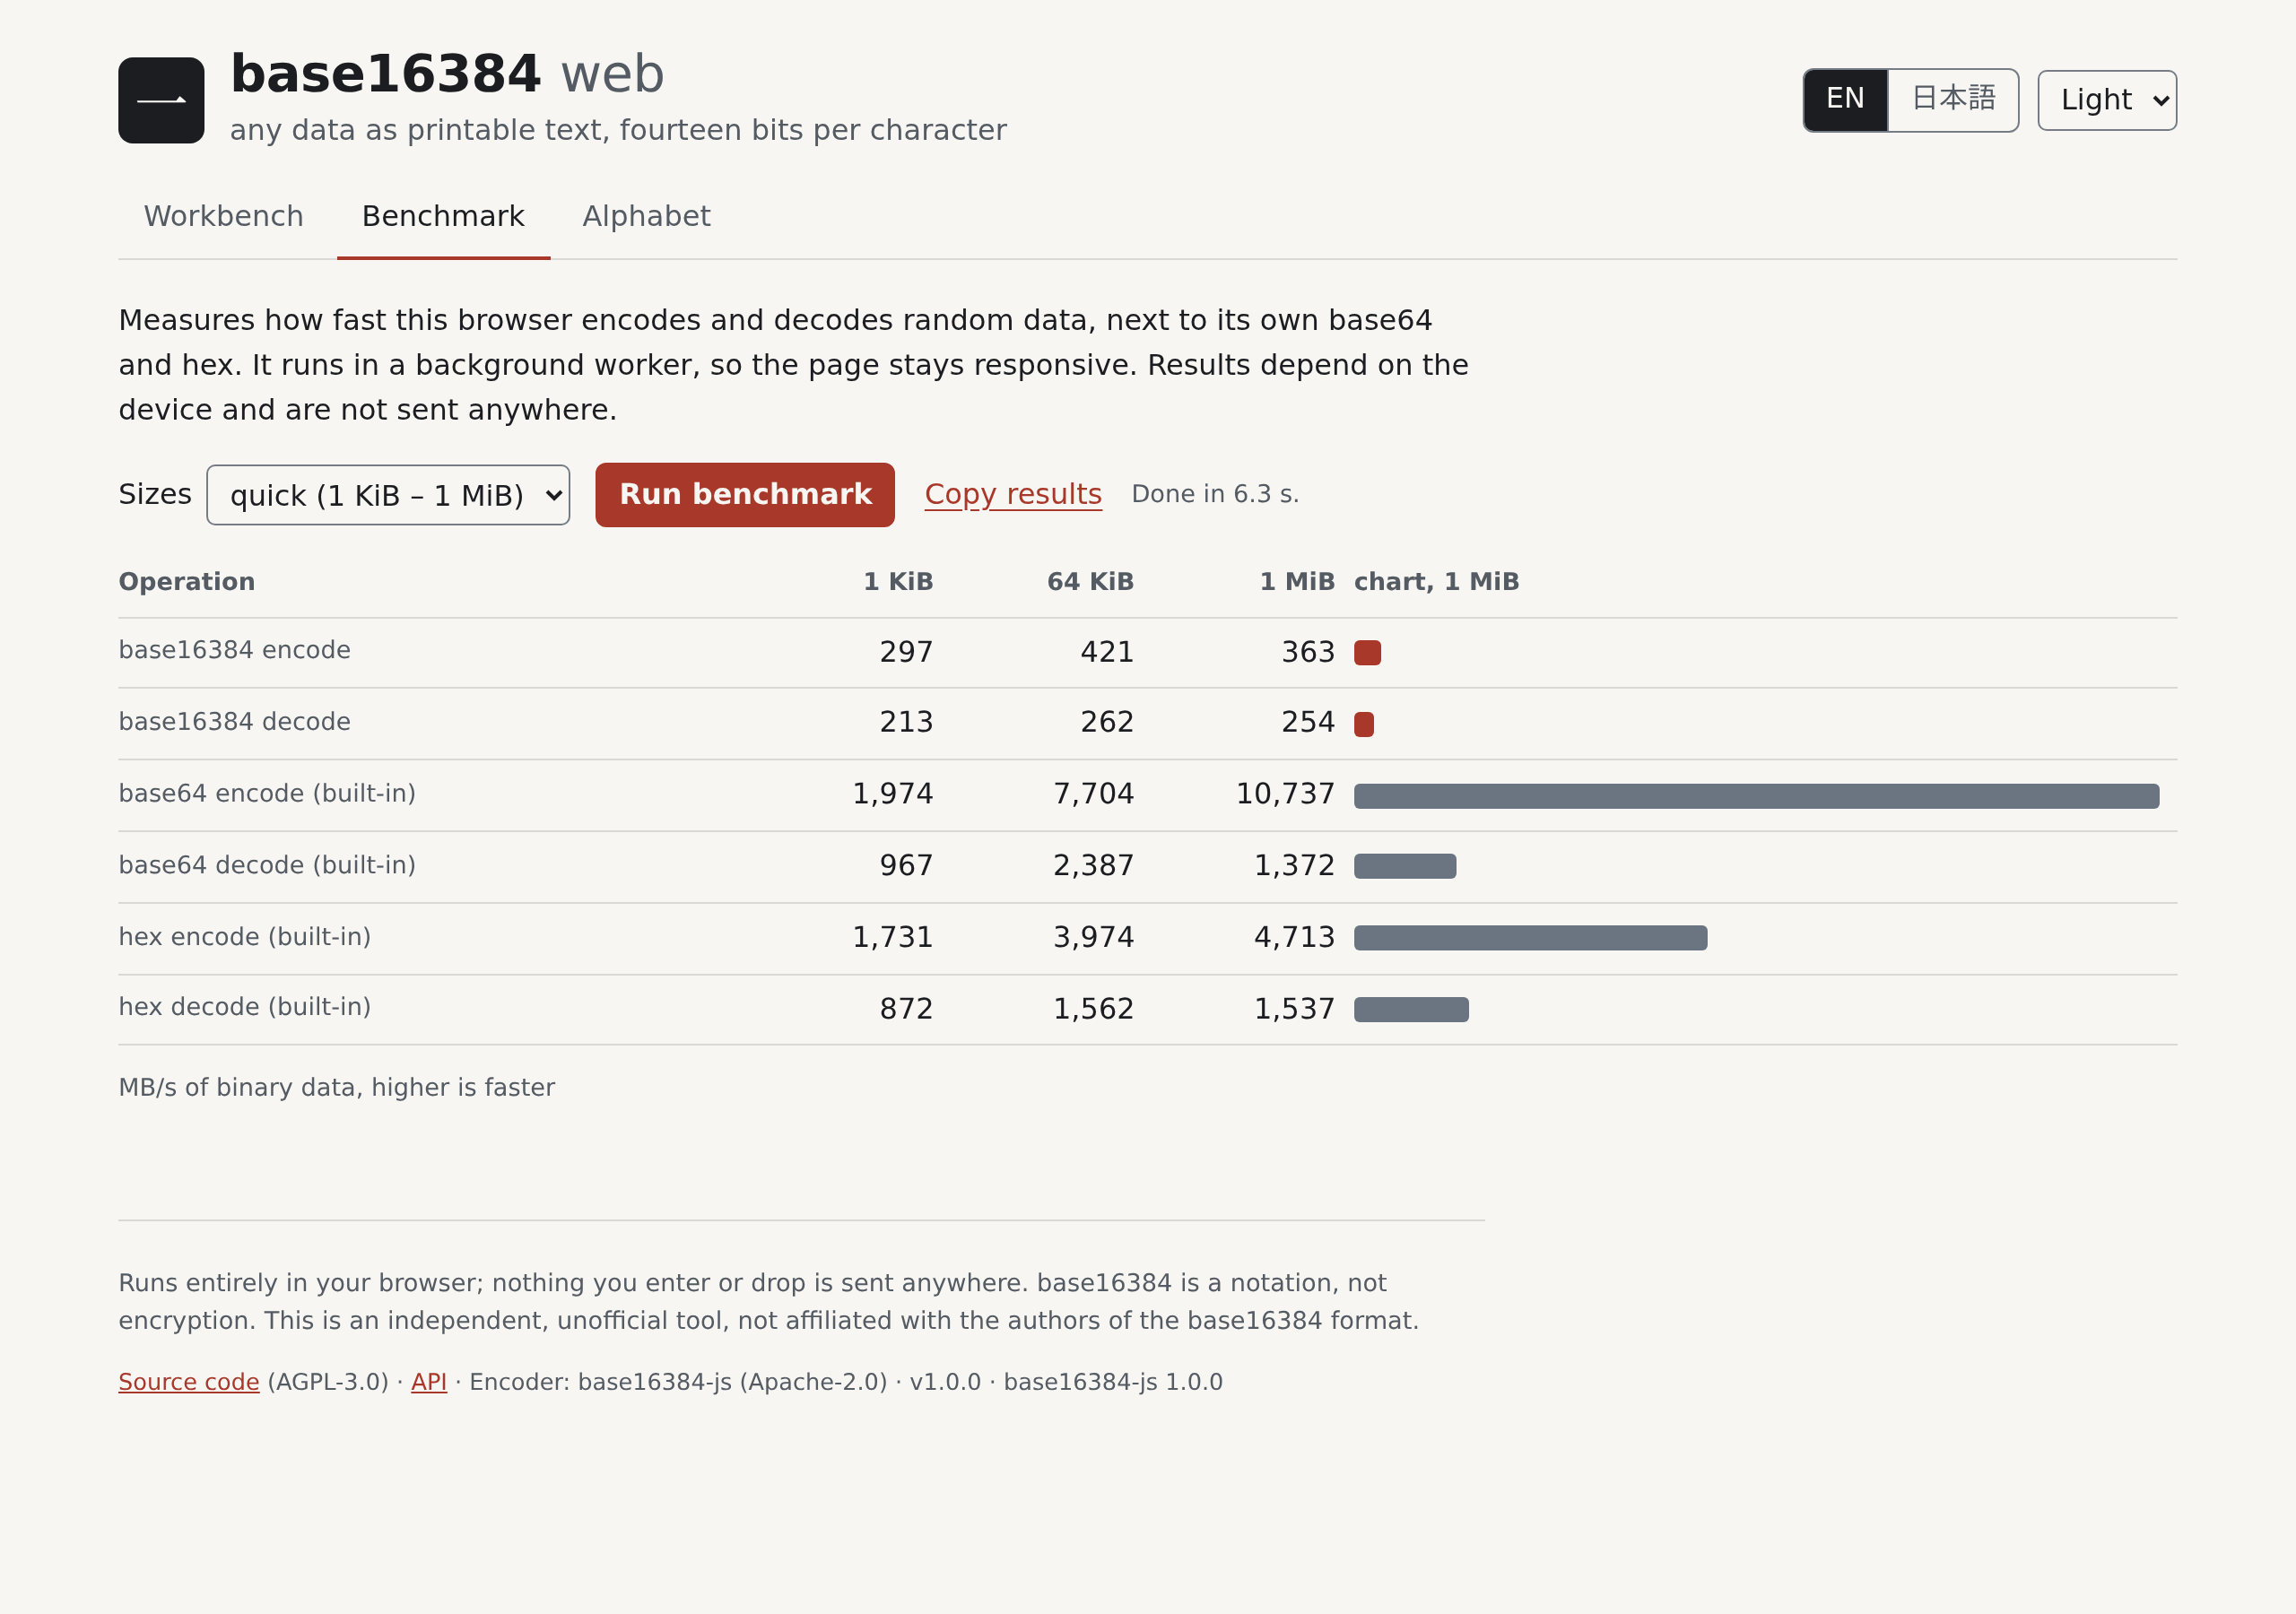 base16384 web
any data as printable text, fourteen bits per character
EN 日本語 Light
Workbench Benchmark Alphabet
Measures how fast this browser encodes and decodes random data, next to its own base64
and hex. It runs in a background worker, so the page stays responsive. Results depend on the
device and are not sent anywhere.
Sizes quick (1 KiB – 1 MiB) Run benchmark Copy results Done in 6.3 s.
Operation 1 KiB 64 KiB 1 MiB chart, 1 MiB
base16384 encode 297 421 363
base16384 decode 213 262 254
base64 encode (built-in) 1,974 7,704 10,737
base64 decode (built-in) 967 2,387 1,372
hex encode (built-in) 1,731 3,974 4,713
hex decode (built-in) 872 1,562 1,537
MB/s of binary data, higher is faster
Runs entirely in your browser; nothing you enter or drop is sent anywhere. base16384 is a notation, not
encryption. This is an independent, unofficial tool, not affiliated with the authors of the base16384 format.
Source code (AGPL-3.0) · API · Encoder: base16384-js (Apache-2.0) · v1.0.0 · base16384-js 1.0.0